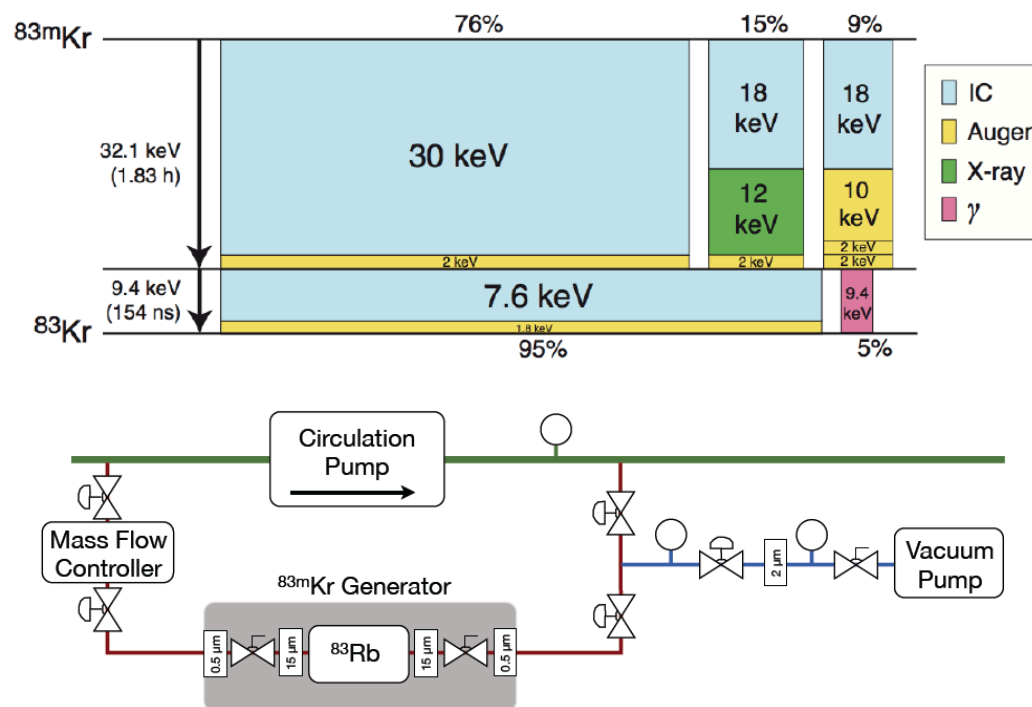 76%
15%
9%
⁸³ᵐKr
32.1 keV
(1.83 h)
30 keV
2 keV
18
keV
12
keV
2 keV
18
keV
10
keV
2 keV
2 keV
IC
Auger
X-ray
γ
9.4 keV
(154 ns)
7.6 keV
1.8 keV
9.4
keV
⁸³Kr
95%
5%
Circulation
Pump
Mass Flow
Controller
⁸³ᵐKr Generator
0.5 µm
15 µm
⁸³Rb
15 µm
0.5 µm
2 µm
Vacuum
Pump